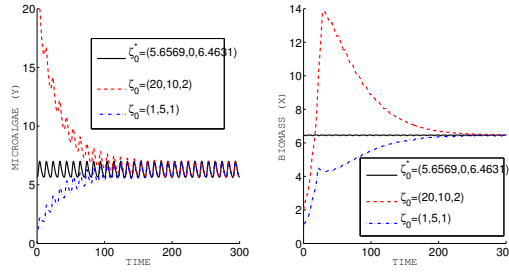 20
15
10
5
0
0
100
200
300
MICROALGAE (Y)
TIME
ζ0*=(5.6569,0,6.4631)
ζ0=(20,10,2)
ζ0=(1,5,1)
14
12
10
8
6
4
2
0
0
100
200
30
BIOMASS (X)
TIME
ζ0*=(5.6569,0,6.4631)
ζ0=(20,10,2)
ζ0=(1,5,1)